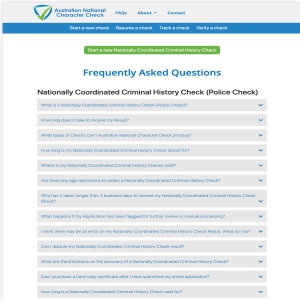 Australian National
Character Check
FAQs
About
Contact
Start a new check
Resume a check
Track a check
Verify a check
Start a new Nationally Coordinated Criminal History Check
Frequently Asked Questions
Nationally Coordinated Criminal History Check (Police Check)
What is a Nationally Coordinated Criminal History Check (Police Check)?
How long does it take to receive my Result?
What types of Checks can't Australian National Character Check process?
How long is my Nationally Coordinated Criminal History Check stored for?
Where is my Nationally Coordinated Criminal History Checks valid?
Are there any age restrictions to obtain a Nationally Coordinated Criminal History Check?
Why has it taken longer than 3 business days to receive my Nationally Coordinated Criminal History Check
Result?
What happens if my Application has been flagged for further review or manual processing?
I think there may be an error on my Nationally Coordinated Criminal History Check Result. What do I do?
Can I dispute my Nationally Coordinated Criminal History Check result?
What are the limitations on the accuracy of a Nationally Coordinated Criminal History Check?
Can I purchase a hard copy certificate after I have submitted my online application?
How long is a Nationally Coordinated Criminal History Check valid for?